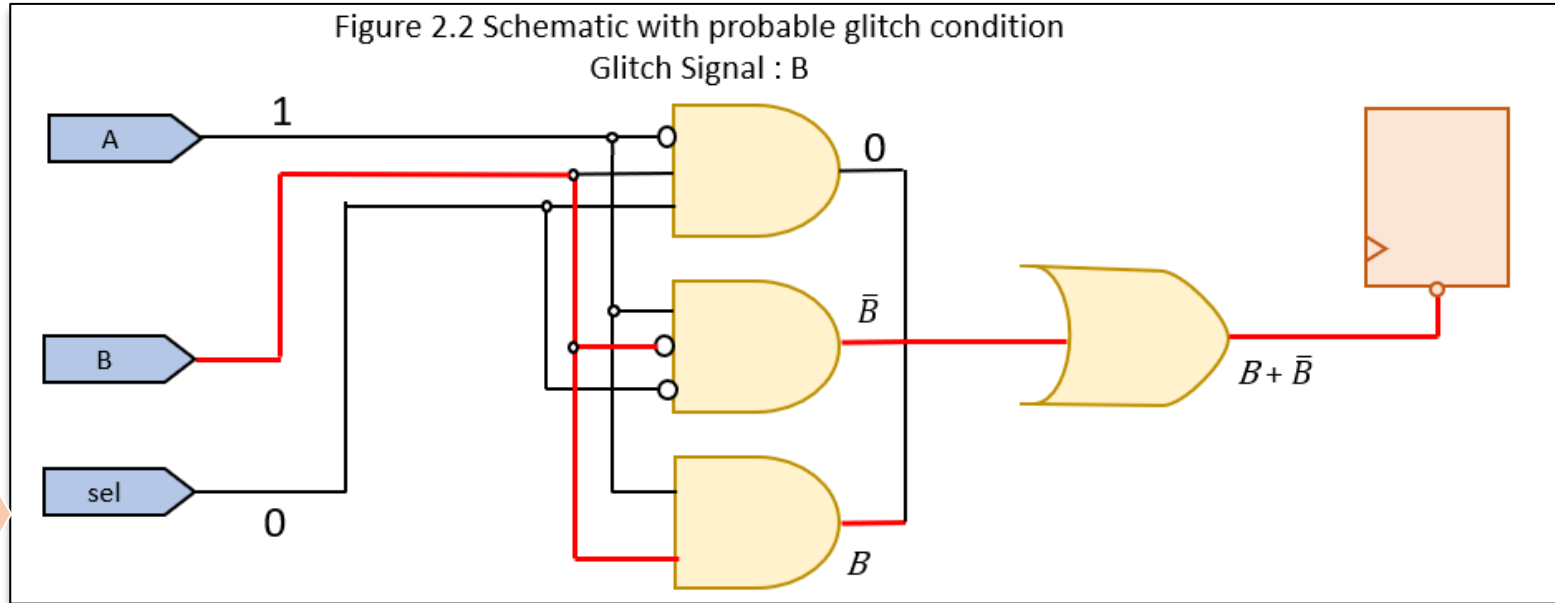 Figure 2.2 Schematic with probable glitch condition
Glitch Signal : B
A
1
0
B
B̅
B + B̅
sel
0
B